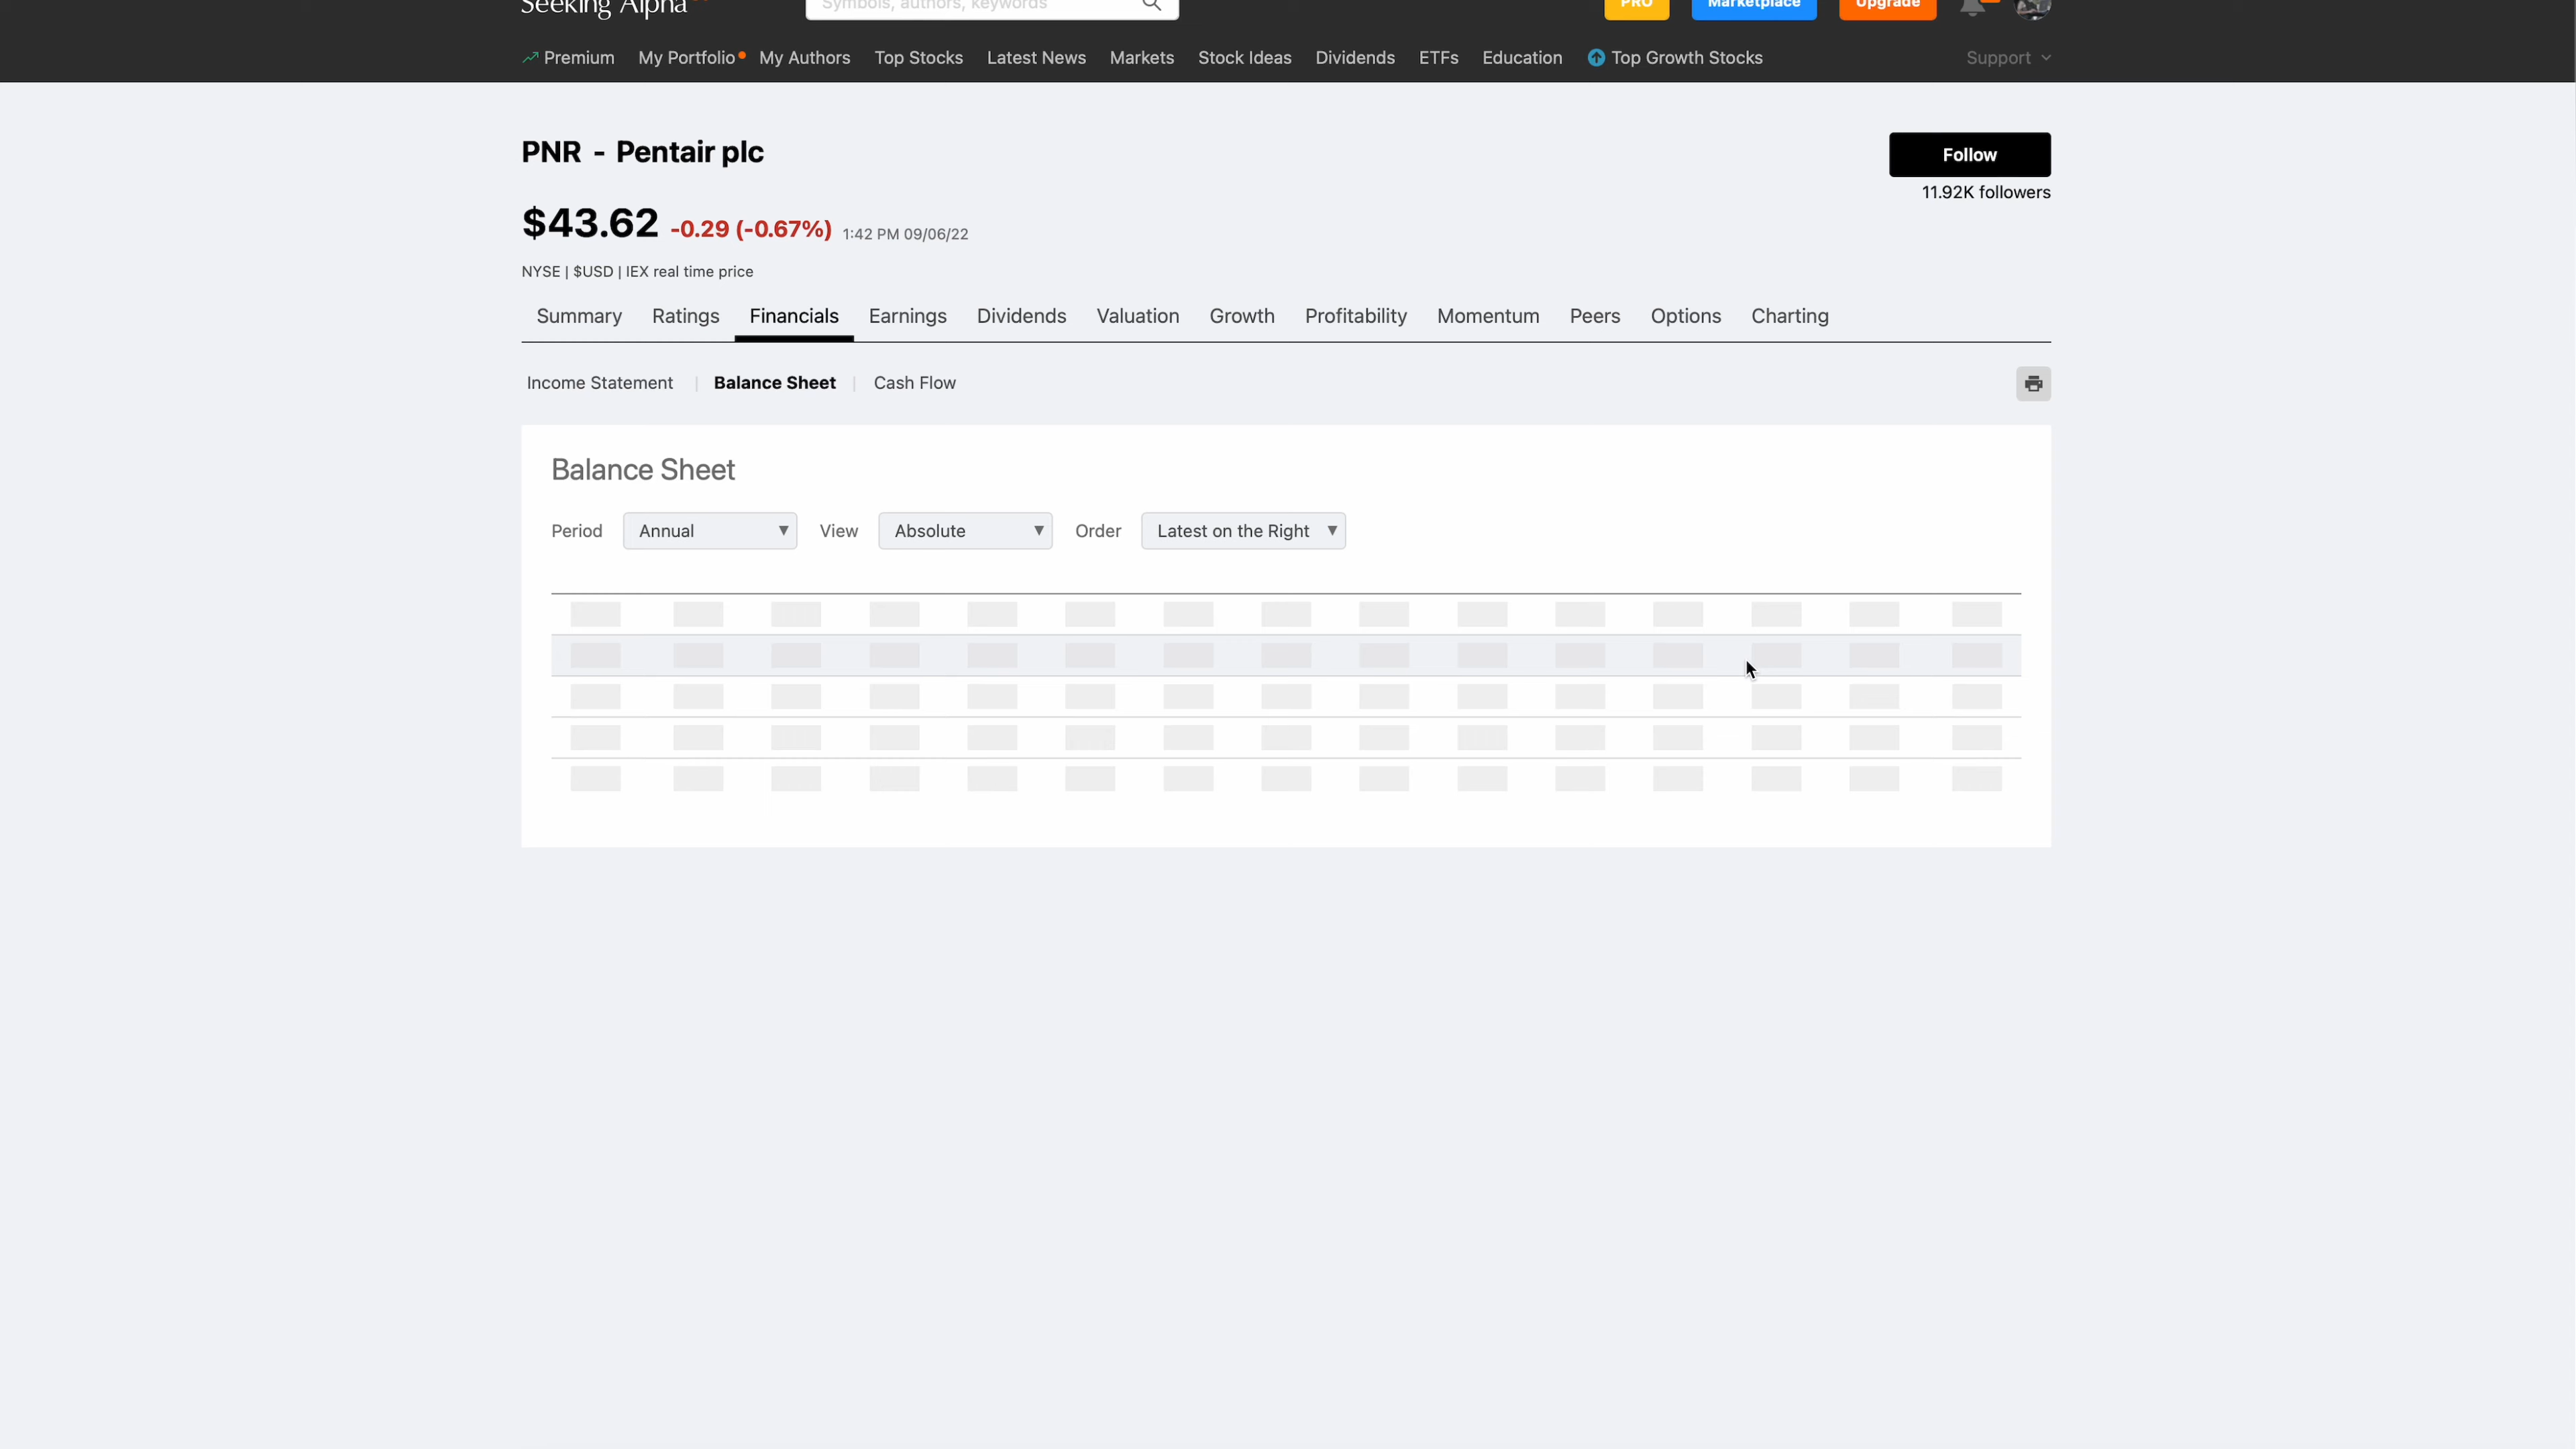 Seeking Alpha
Symbols, authors, keywords
PRO
Marketplace
Upgrade
Premium My Portfolio My Authors Top Stocks Latest News Markets Stock Ideas Dividends ETFs Education Top Growth Stocks Support
PNR - Pentair plc
Follow
11.92K followers
$43.62 -0.29 (-0.67%) 1:42 PM 09/06/22
NYSE | $USD | IEX real time price
Summary Ratings Financials Earnings Dividends Valuation Growth Profitability Momentum Peers Options Charting
Income Statement | Balance Sheet | Cash Flow
Balance Sheet
Period Annual View Absolute Order Latest on the Right